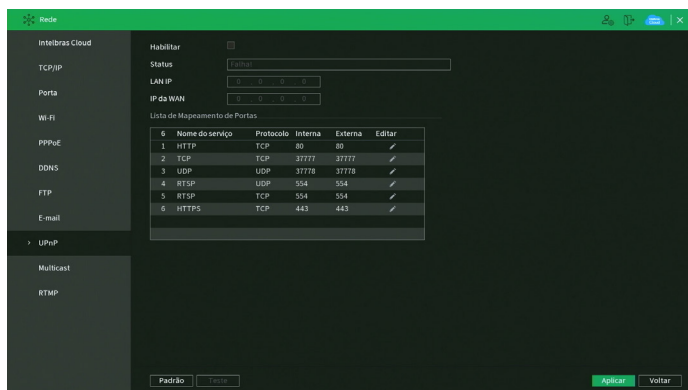 Rede
Intelbras Cloud
TCP/IP
Porta
Wi-Fi
PPPoE
DDNS
FTP
E-mail
> UPnP
Multicast
RTMP
Habilitar
Status Falha!
LAN IP 0 . 0 . 0 . 0
IP da WAN 0 . 0 . 0 . 0
Lista de Mapeamento de Portas
6 Nome do serviço Protocolo Interna Externa Editar
1 HTTP TCP 80 80
2 TCP TCP 37777 37777
3 UDP UDP 37778 37778
4 RTSP UDP 554 554
5 RTSP TCP 554 554
6 HTTPS TCP 443 443
Padrão Teste Aplicar Voltar